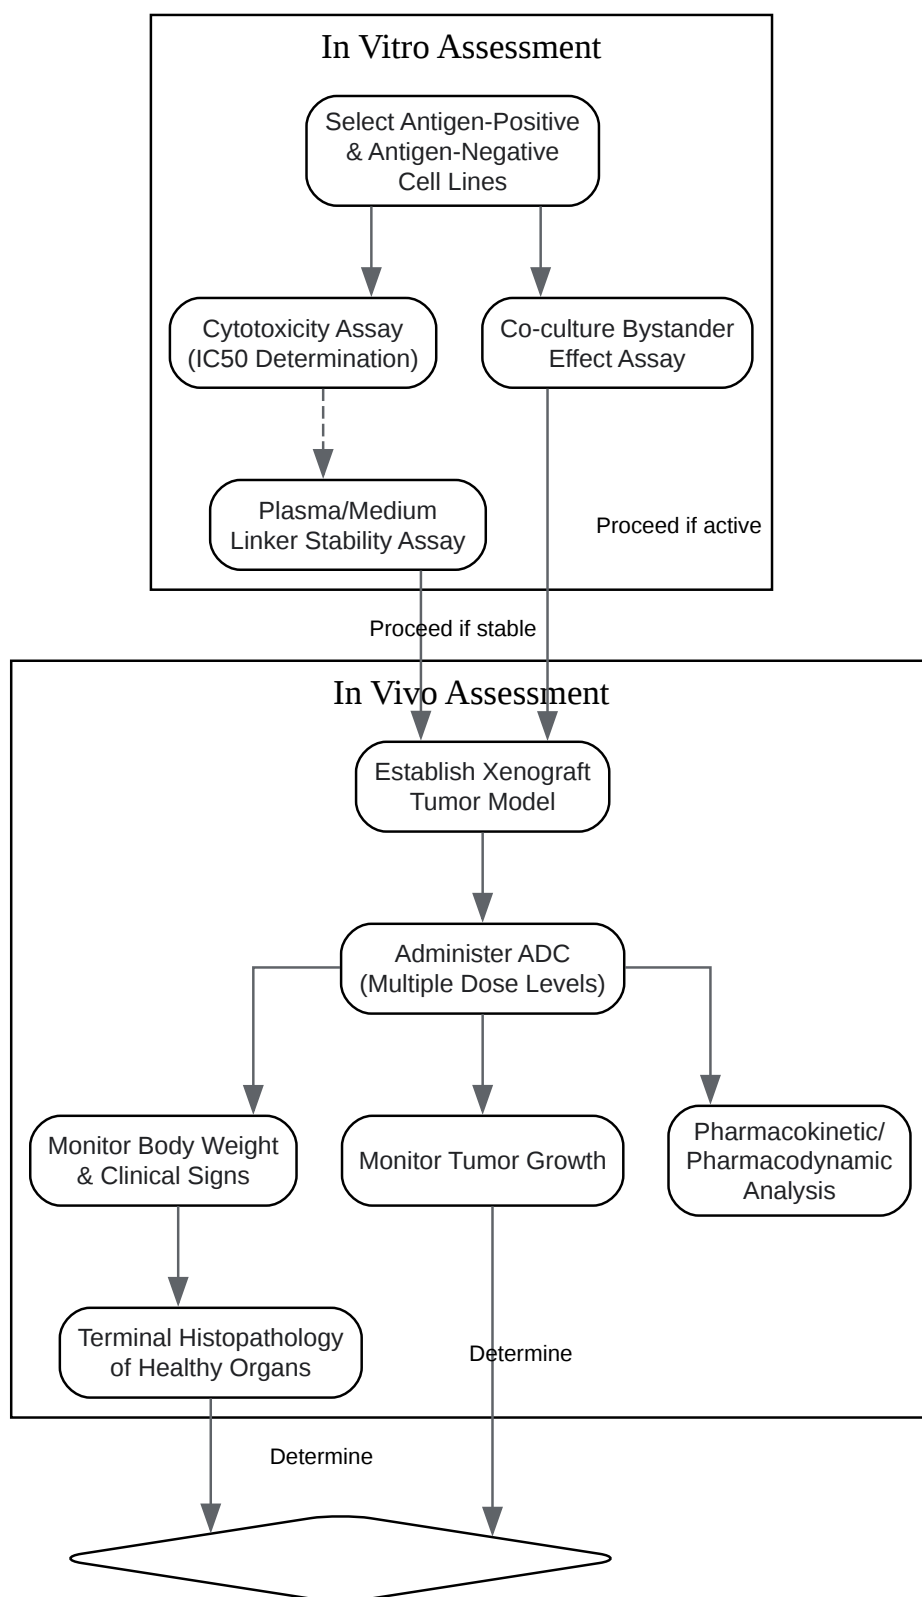 In Vitro Assessment
Select Antigen-Positive
& Antigen-Negative
Cell Lines
Cytotoxicity Assay
(IC50 Determination)
Co-culture Bystander
Effect Assay
Plasma/Medium
Linker Stability Assay
Proceed if active
Proceed if stable
In Vivo Assessment
Establish Xenograft
Tumor Model
Administer ADC
(Multiple Dose Levels)
Monitor Body Weight
& Clinical Signs
Monitor Tumor Growth
Pharmacokinetic/
Pharmacodynamic
Analysis
Terminal Histopathology
of Healthy Organs
Determine
Determine